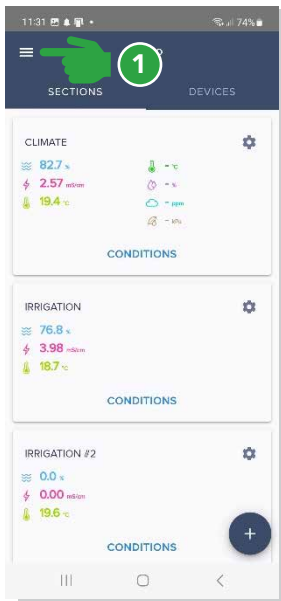 11:31 74%
1
SECTIONS DEVICES
CLIMATE
82.7 % - °C
2.57 mS/cm - %
19.4 °C - ppm
- kPa
CONDITIONS
IRRIGATION
76.8 %
3.98 mS/cm
18.7 °C
CONDITIONS
IRRIGATION #2
0.0 %
0.00 mS/cm
19.6 °C
CONDITIONS
+